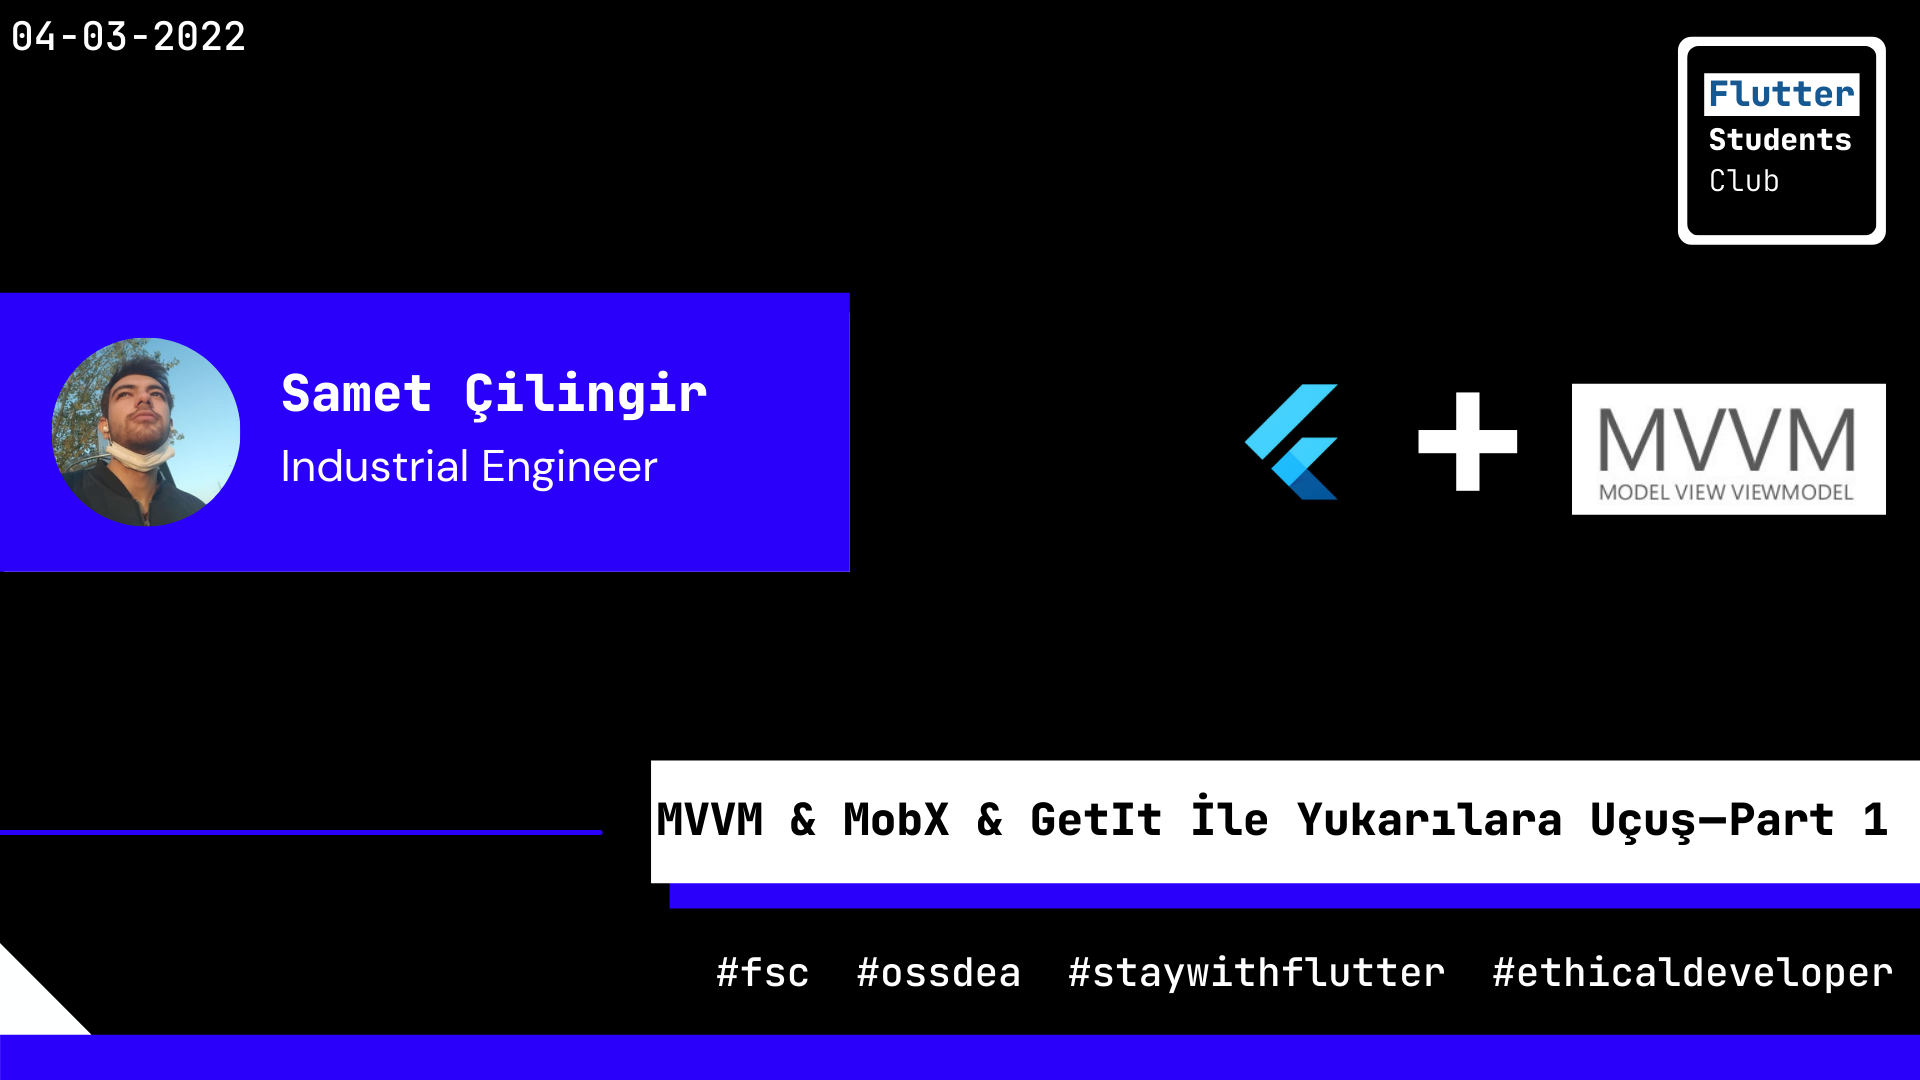 04-03-2022
Flutter
Students
Club
Samet Çilingir
Industrial Engineer
MVVM
MODEL VIEW VIEWMODEL
MVVM & MobX & GetIt İle Yukarılara Uçuş—Part 1
#fsc #ossdea #staywithflutter #ethicaldeveloper